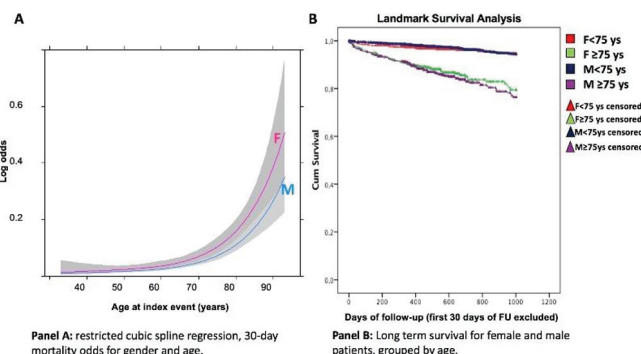 A
Log odds
0.6
0.4
0.2
F
M
40 50 60 70 80 90
Age at index event (years)
Panel A: restricted cubic spline regression, 30-day
mortality odds for gender and age.
B
Landmark Survival Analysis
Cum Survival
1,0
0,8
0,6
0,4
0,2
0,0
0 200 400 600 800 1000 1200
Days of follow-up (first 30 days of FU excluded)
F<75 ys
F ≥75 ys
M<75 ys
M ≥75 ys
F<75 ys censored
F≥75 ys censored
M<75ys censored
M≥75ys censored
Panel B: Long term survival for female and male
patients, grouped by age.